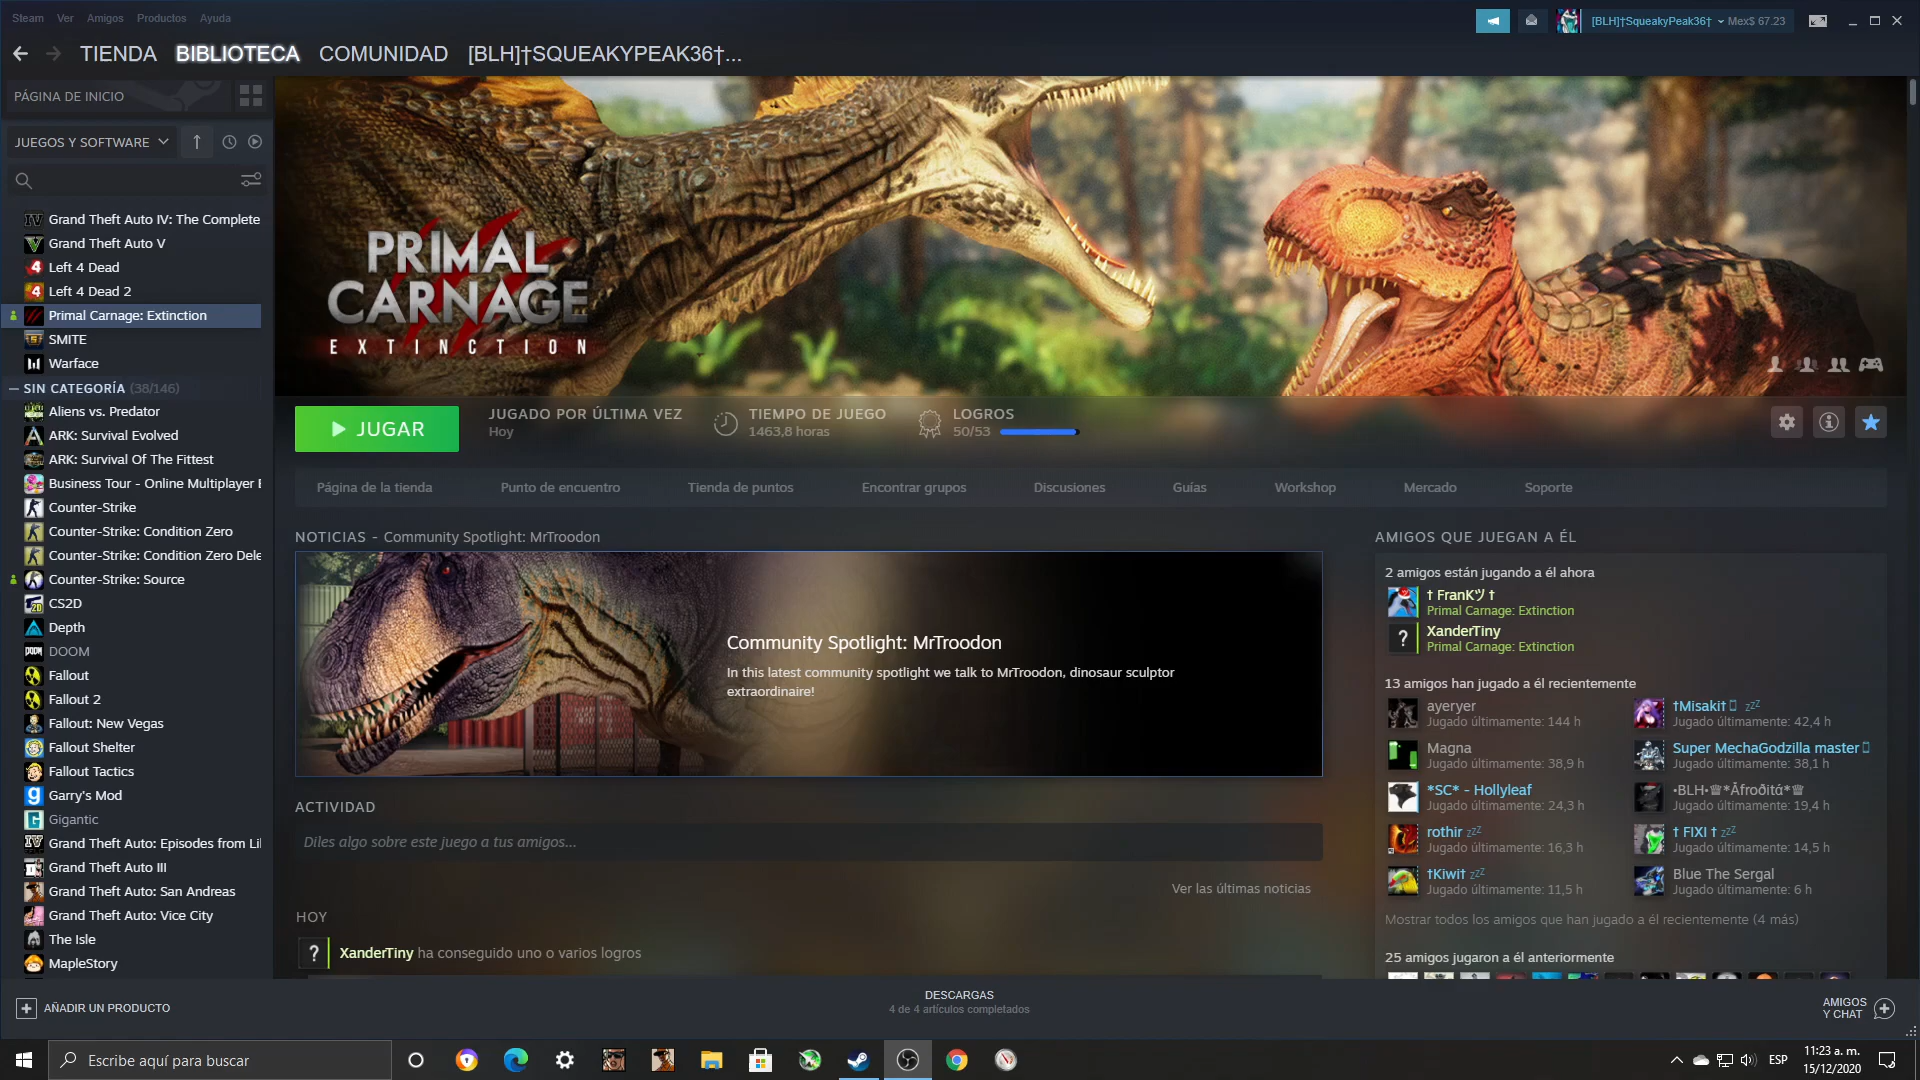 Steam Ver Amigos Productos Ayuda
[BLH]†SqueakyPeak36† Mex$ 67.23
TIENDA BIBLIOTECA COMUNIDAD [BLH]†SQUEAKYPEAK36†...
PÁGINA DE INICIO
JUEGOS Y SOFTWARE
Grand Theft Auto IV: The Complete
Grand Theft Auto V
Left 4 Dead
Left 4 Dead 2
Primal Carnage: Extinction
SMITE
Warface
SIN CATEGORÍA (38/146)
Aliens vs. Predator
ARK: Survival Evolved
ARK: Survival Of The Fittest
Business Tour - Online Multiplayer
Counter-Strike
Counter-Strike: Condition Zero
Counter-Strike: Condition Zero Dele
Counter-Strike: Source
CS2D
Depth
DOOM
Fallout
Fallout 2
Fallout: New Vegas
Fallout Shelter
Fallout Tactics
Garry's Mod
Gigantic
Grand Theft Auto: Episodes from Li
Grand Theft Auto III
Grand Theft Auto: San Andreas
Grand Theft Auto: Vice City
The Isle
MapleStory
PRIMAL
CARNAGE
EXTINCTION
JUGAR
JUGADO POR ÚLTIMA VEZ
Hoy
TIEMPO DE JUEGO
1463,8 horas
LOGROS
50/53
Página de la tienda Punto de encuentro Tienda de puntos Encontrar grupos Discusiones Guías Workshop Mercado Soporte
NOTICIAS - Community Spotlight: MrTroodon
Community Spotlight: MrTroodon
In this latest community spotlight we talk to MrTroodon, dinosaur sculptor
extraordinaire!
ACTIVIDAD
Diles algo sobre este juego a tus amigos...
Ver las últimas noticias
HOY
XanderTiny ha conseguido uno o varios logros
AMIGOS QUE JUEGAN A ÉL
2 amigos están jugando a él ahora
† FranKツ †
Primal Carnage: Extinction
XanderTiny
Primal Carnage: Extinction
13 amigos han jugado a él recientemente
ayeryer
Jugado últimamente: 144 h
†Misaki† zzz
Jugado últimamente: 42,4 h
Magna
Jugado últimamente: 38,9 h
Super MechaGodzilla master
Jugado últimamente: 38,1 h
*SC* - Hollyleaf
Jugado últimamente: 24,3 h
•BLH•♕*Åfroðitά*♕
Jugado últimamente: 19,4 h
rothir zzz
Jugado últimamente: 16,3 h
† FIXI † zzz
Jugado últimamente: 14,5 h
†Kiwi† zzz
Jugado últimamente: 11,5 h
Blue The Sergal
Jugado últimamente: 6 h
Mostrar todos los amigos que han jugado a él recientemente (4 más)
25 amigos jugaron a él anteriormente
AÑADIR UN PRODUCTO
DESCARGAS
4 de 4 artículos completados
AMIGOS
Y CHAT
Escribe aquí para buscar
ESP
11:23 a. m.
15/12/2020